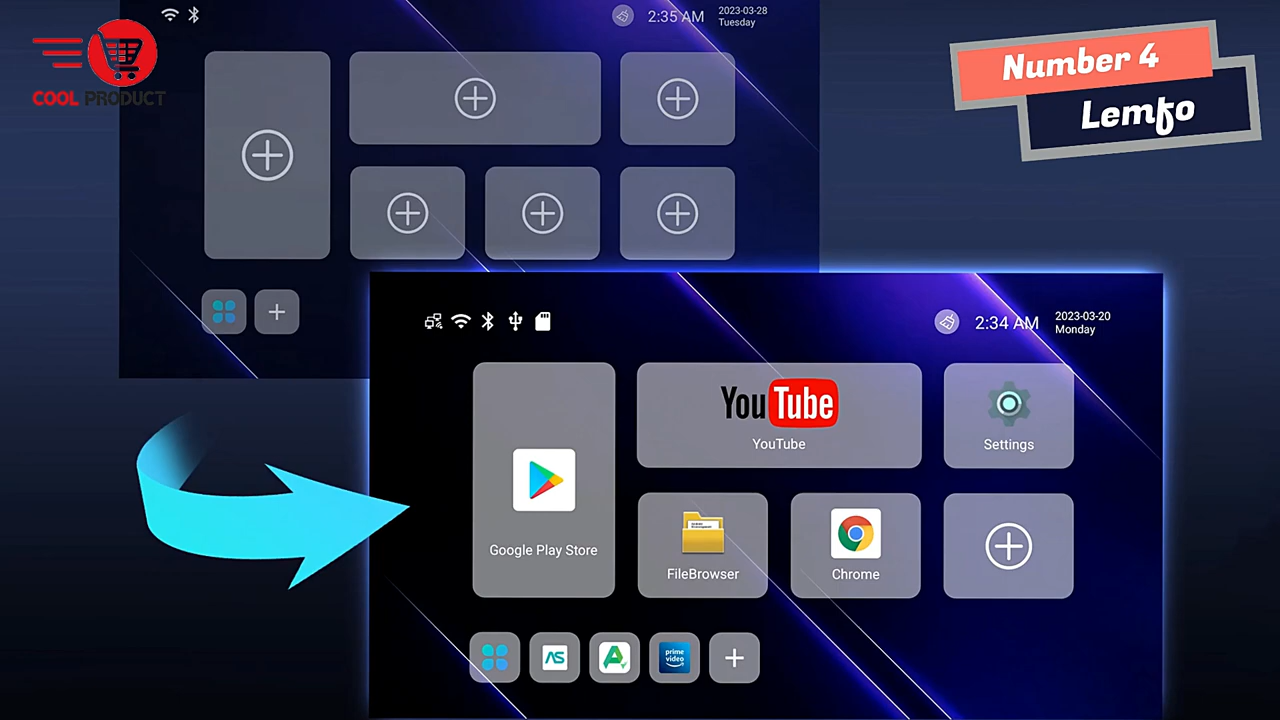 COOL PRODUCT
2:35 AM
2023-03-28
Tuesday
Number 4
Lemfo
2:34 AM
2023-03-20
Monday
YouTube
YouTube
Settings
Google Play Store
FileBrowser
Chrome
AS
prime video